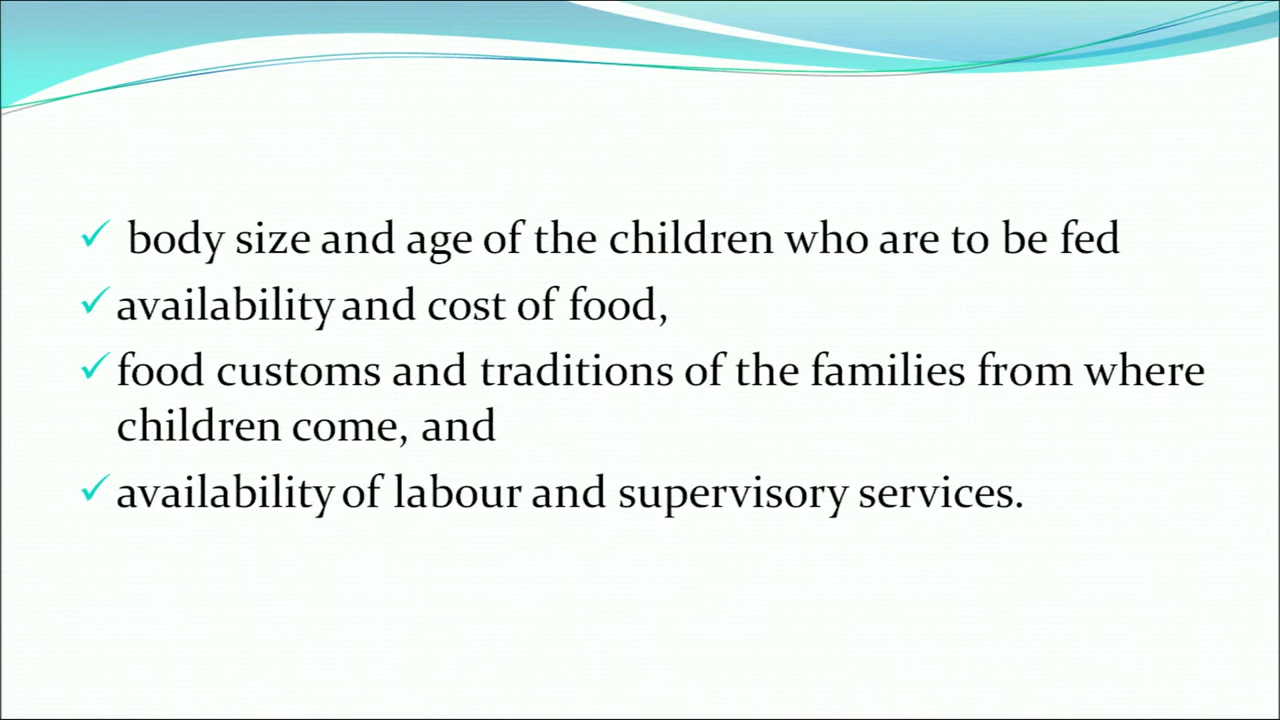 ✓ body size and age of the children who are to be fed
✓ availability and cost of food,
✓ food customs and traditions of the families from where
children come, and
✓ availability of labour and supervisory services.